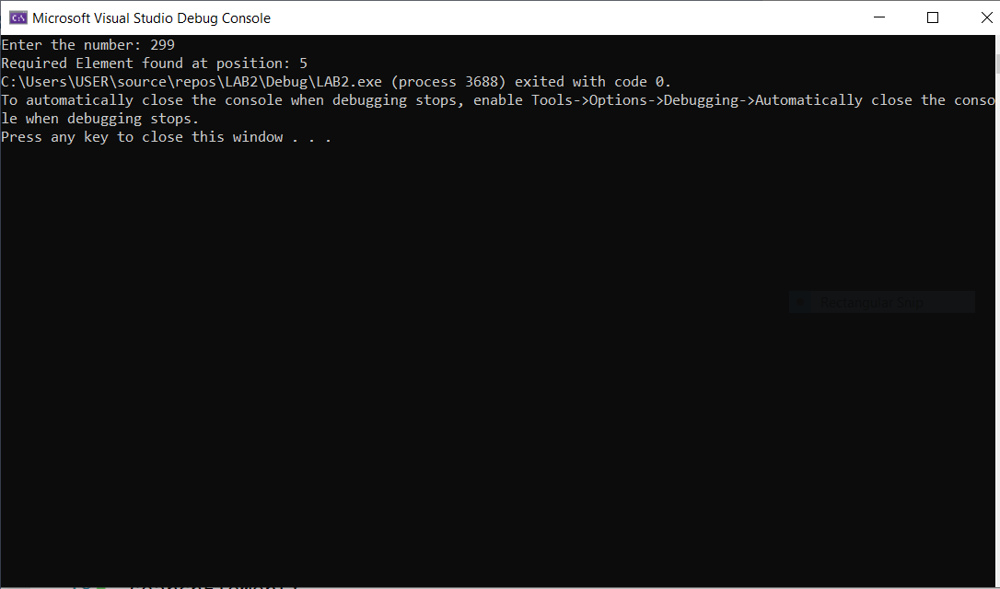 Microsoft Visual Studio Debug Console
Enter the number: 299
Required Element found at position: 5
C:\Users\USER\source\repos\LAB2\Debug\LAB2.exe (process 3688) exited with code 0.
To automatically close the console when debugging stops, enable Tools->Options->Debugging->Automatically close the conso
le when debugging stops.
Press any key to close this window . . .
Rectangular Snip